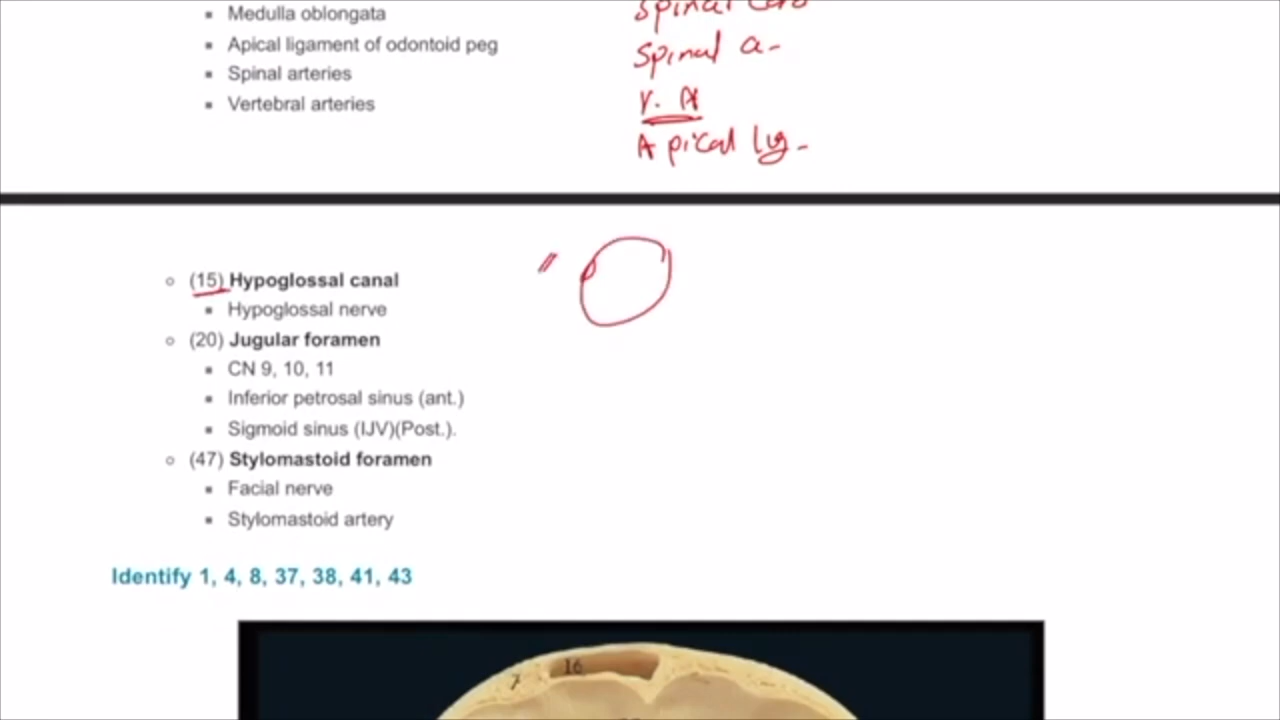 Medulla oblongata
Apical ligament of odontoid peg
Spinal arteries
Vertebral arteries
Spinal
Spinal a-
V. A
Apical lig-
(15) Hypoglossal canal
Hypoglossal nerve
(20) Jugular foramen
CN 9, 10, 11
Inferior petrosal sinus (ant.)
Sigmoid sinus (IJV)(Post.).
(47) Stylomastoid foramen
Facial nerve
Stylomastoid artery
Identify 1, 4, 8, 37, 38, 41, 43
16
7